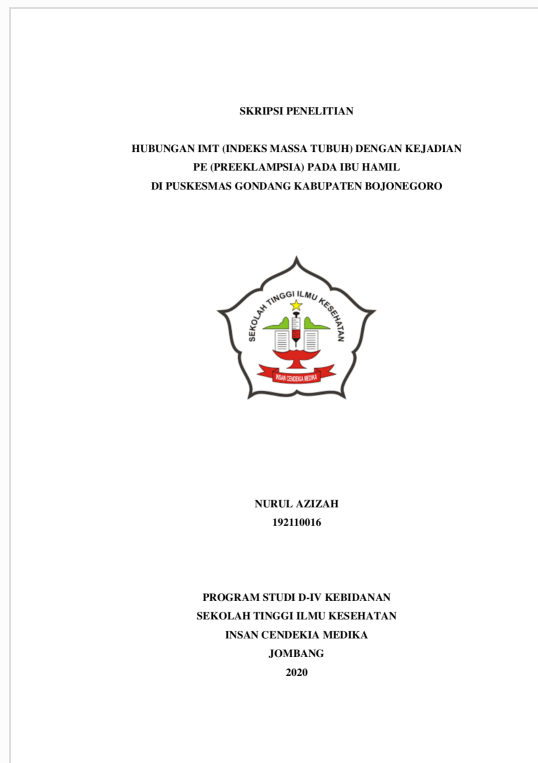 SKRIPSI PENELITIAN
HUBUNGAN IMT (INDEKS MASSA TUBUH) DENGAN KEJADIAN
PE (PREEKLAMPSIA) PADA IBU HAMIL
DI PUSKESMAS GONDANG KABUPATEN BOJONEGORO
SEKOLAH TINGGI ILMU KESEHATAN
INSAN CENDEKIA MEDIKA
NURUL AZIZAH
192110016
PROGRAM STUDI D-IV KEBIDANAN
SEKOLAH TINGGI ILMU KESEHATAN
INSAN CENDEKIA MEDIKA
JOMBANG
2020